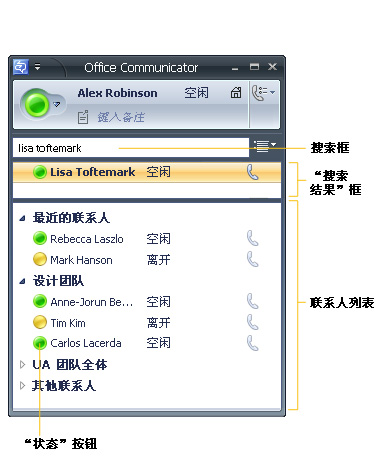 Office Communicator
Alex Robinson 空闲
键入备注
lisa toftemark
搜索框
Lisa Toftemark 空闲
“搜索
结果”框
最近的联系人
Rebecca Laszlo 空闲
Mark Hanson 离开
设计团队
Anne-Jorun Be... 空闲
联系人列表
Tim Kim 离开
Carlos Lacerda 空闲
UA 团队全体
其他联系人
“状态”按钮